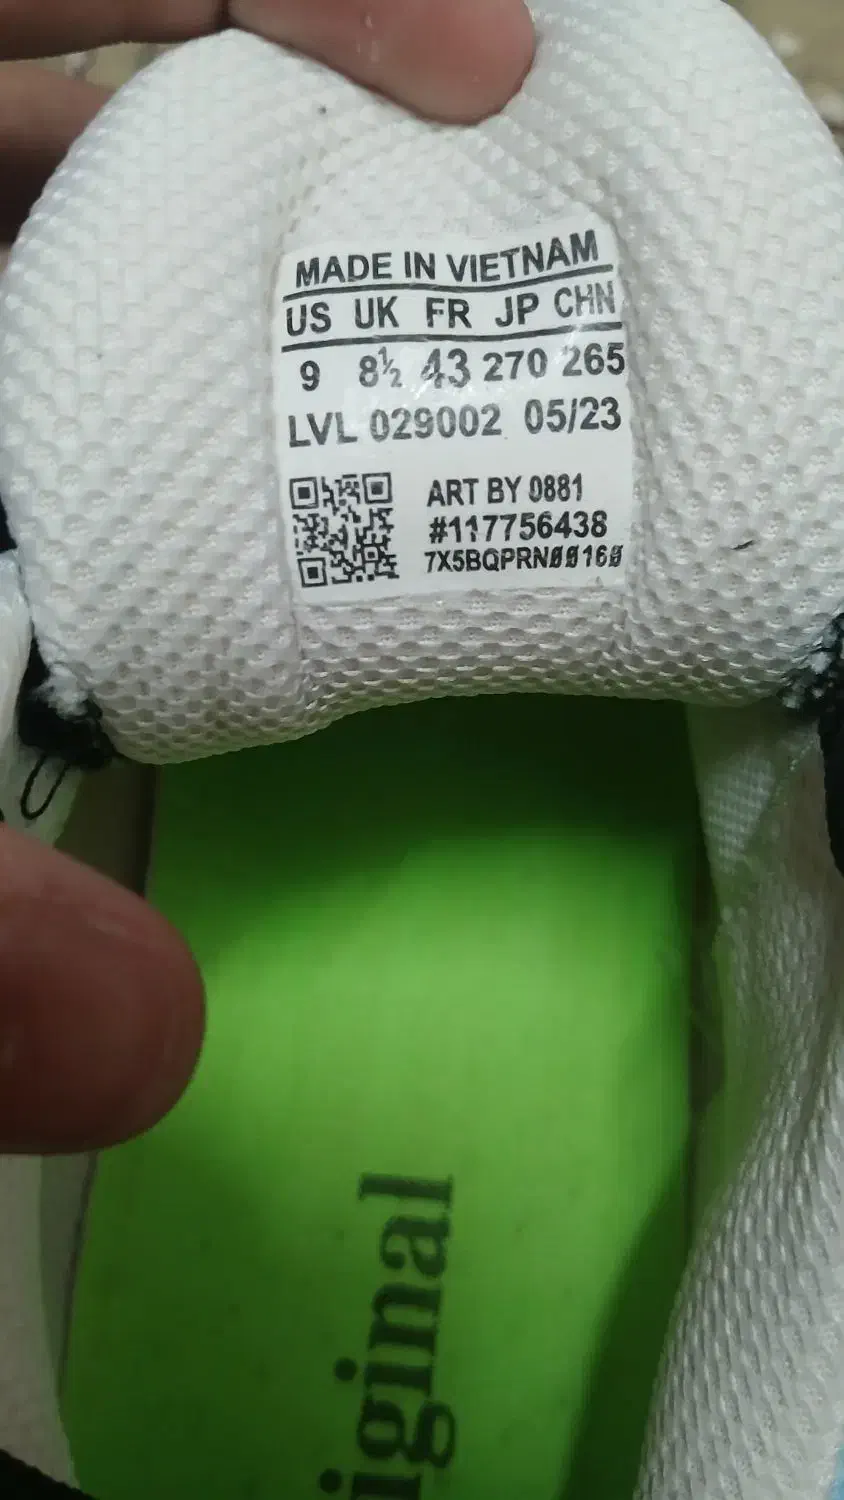 MADE IN VIETNAM
US UK FR JP CHN
9 8½ 43 270 265
LVL 029002 05/23
ART BY 0881
#117756438
7X5BQPRN00160
iginal